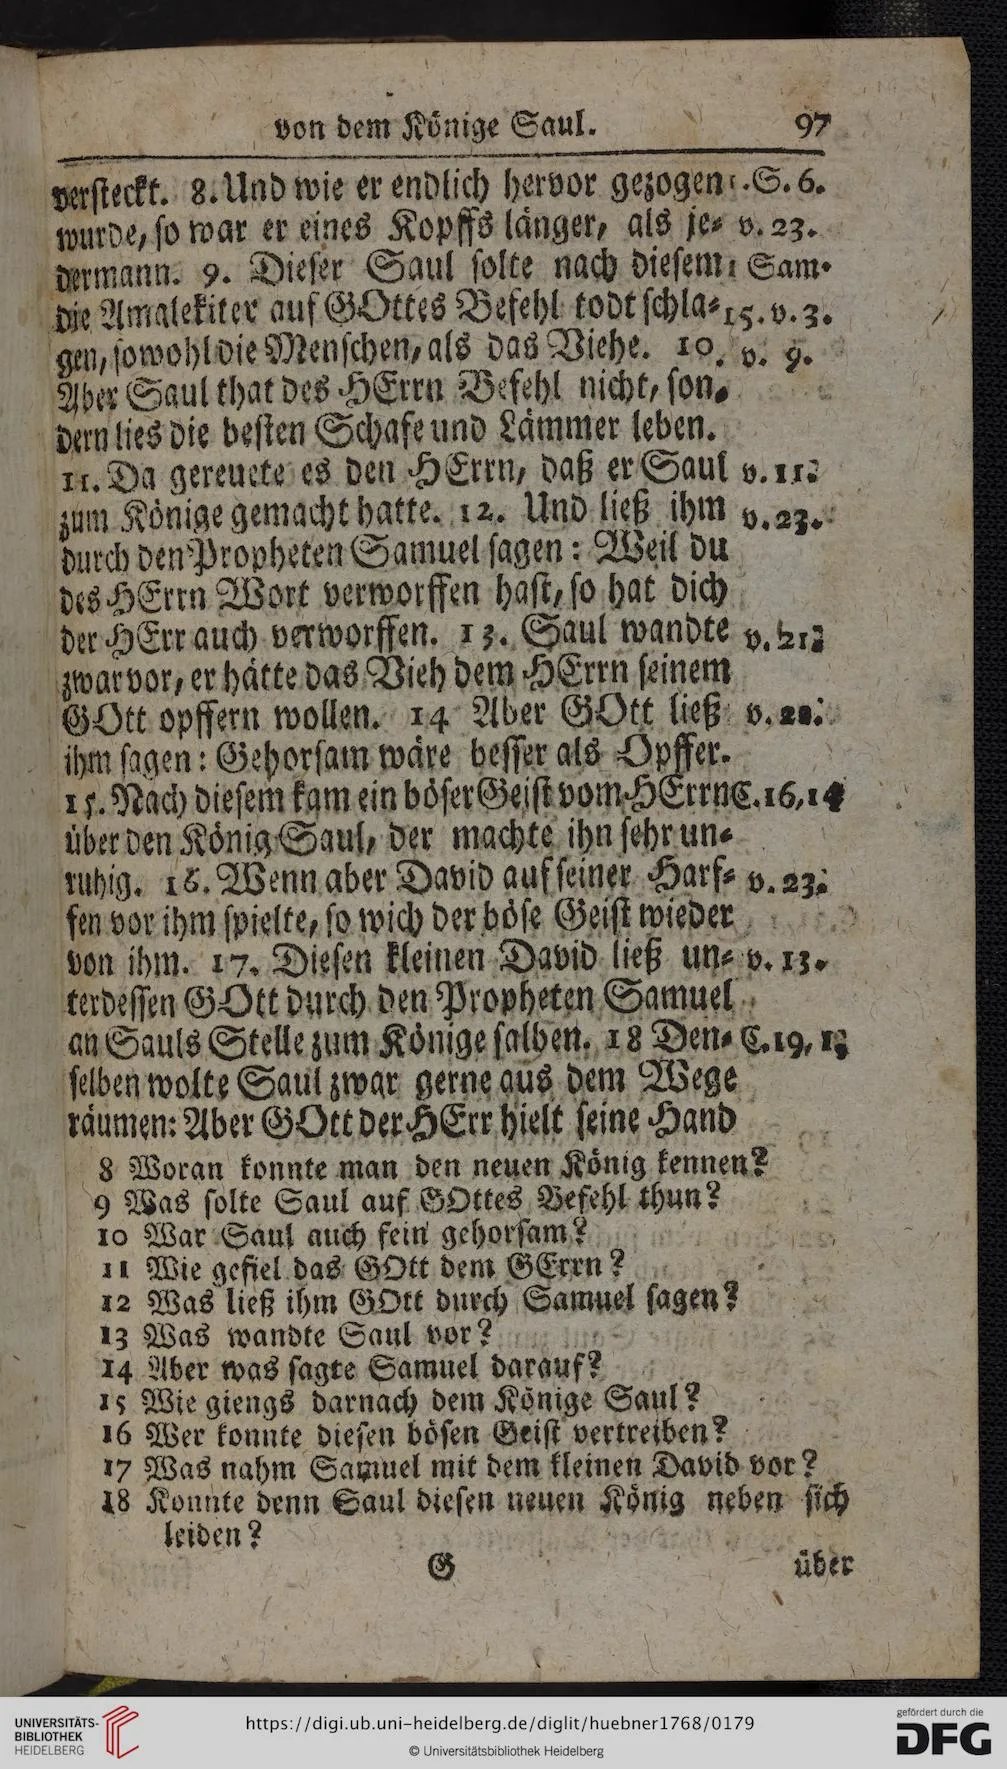 von dem Könige Saul. 97
versteckt. 8. Und wie er endlich hervor gezogen S. 6.
wurde, so war er eines Kopffs länger, als je- v. 23.
dermann. 9. Dieser Saul solte nach diesem 1 Sam.
die Amalekiter auf GOttes Befehl todt schla- 15. v. 3.
gen, sowohl die Menschen, als das Viehe. 10. v. 9.
Aber Saul that des HErrn Befehl nicht, son-
dern lies die besten Schafe und Lämmer leben.
11. Da gereuete es den HErrn, daß er Saul v. 11.
zum Könige gemacht hatte. 12. Und ließ ihm v. 23.
durch den Propheten Samuel sagen: Weil du
des HErrn Wort verworffen hast, so hat dich
der HErr auch verworffen. 13. Saul wandte v. 21.
zwar vor, er hätte das Vieh dem HErrn seinem
GOtt opffern wollen. 14 Aber GOtt ließ v. 22.
ihm sagen: Gehorsam wäre besser als Opffer.
15. Nach diesem kam ein böser Geist vom HErrn C. 16, 14
über den König Saul, der machte ihn sehr un-
ruhig. 16. Wenn aber David auf seiner Harf- v. 23.
fen vor ihm spielte, so wich der böse Geist wieder
von ihm. 17. Diesen kleinen David ließ un- v. 13.
terdessen GOtt durch den Propheten Samuel
an Sauls Stelle zum Könige salben. 18 Den- C. 19, 1.
selben wolte Saul zwar gerne aus dem Wege
räumen: Aber GOtt der HErr hielt seine Hand
8 Woran konnte man den neuen König kennen?
9 Was solte Saul auf GOttes Befehl thun?
10 War Saul auch fein gehorsam?
11 Wie gefiel das GOtt dem HErrn?
12 Was ließ ihm GOtt durch Samuel sagen?
13 Was wandte Saul vor?
14 Aber was sagte Samuel darauf?
15 Wie giengs darnach dem Könige Saul?
16 Wer konnte diesen bösen Geist vertreiben?
17 Was nahm Samuel mit dem kleinen David vor?
18 Konnte denn Saul diesen neuen König neben sich
leiden?
G über
UNIVERSITÄTS-
BIBLIOTHEK
HEIDELBERG
https://digi.ub.uni-heidelberg.de/diglit/huebner1768/0179
© Universitätsbibliothek Heidelberg
gefördert durch die
DFG